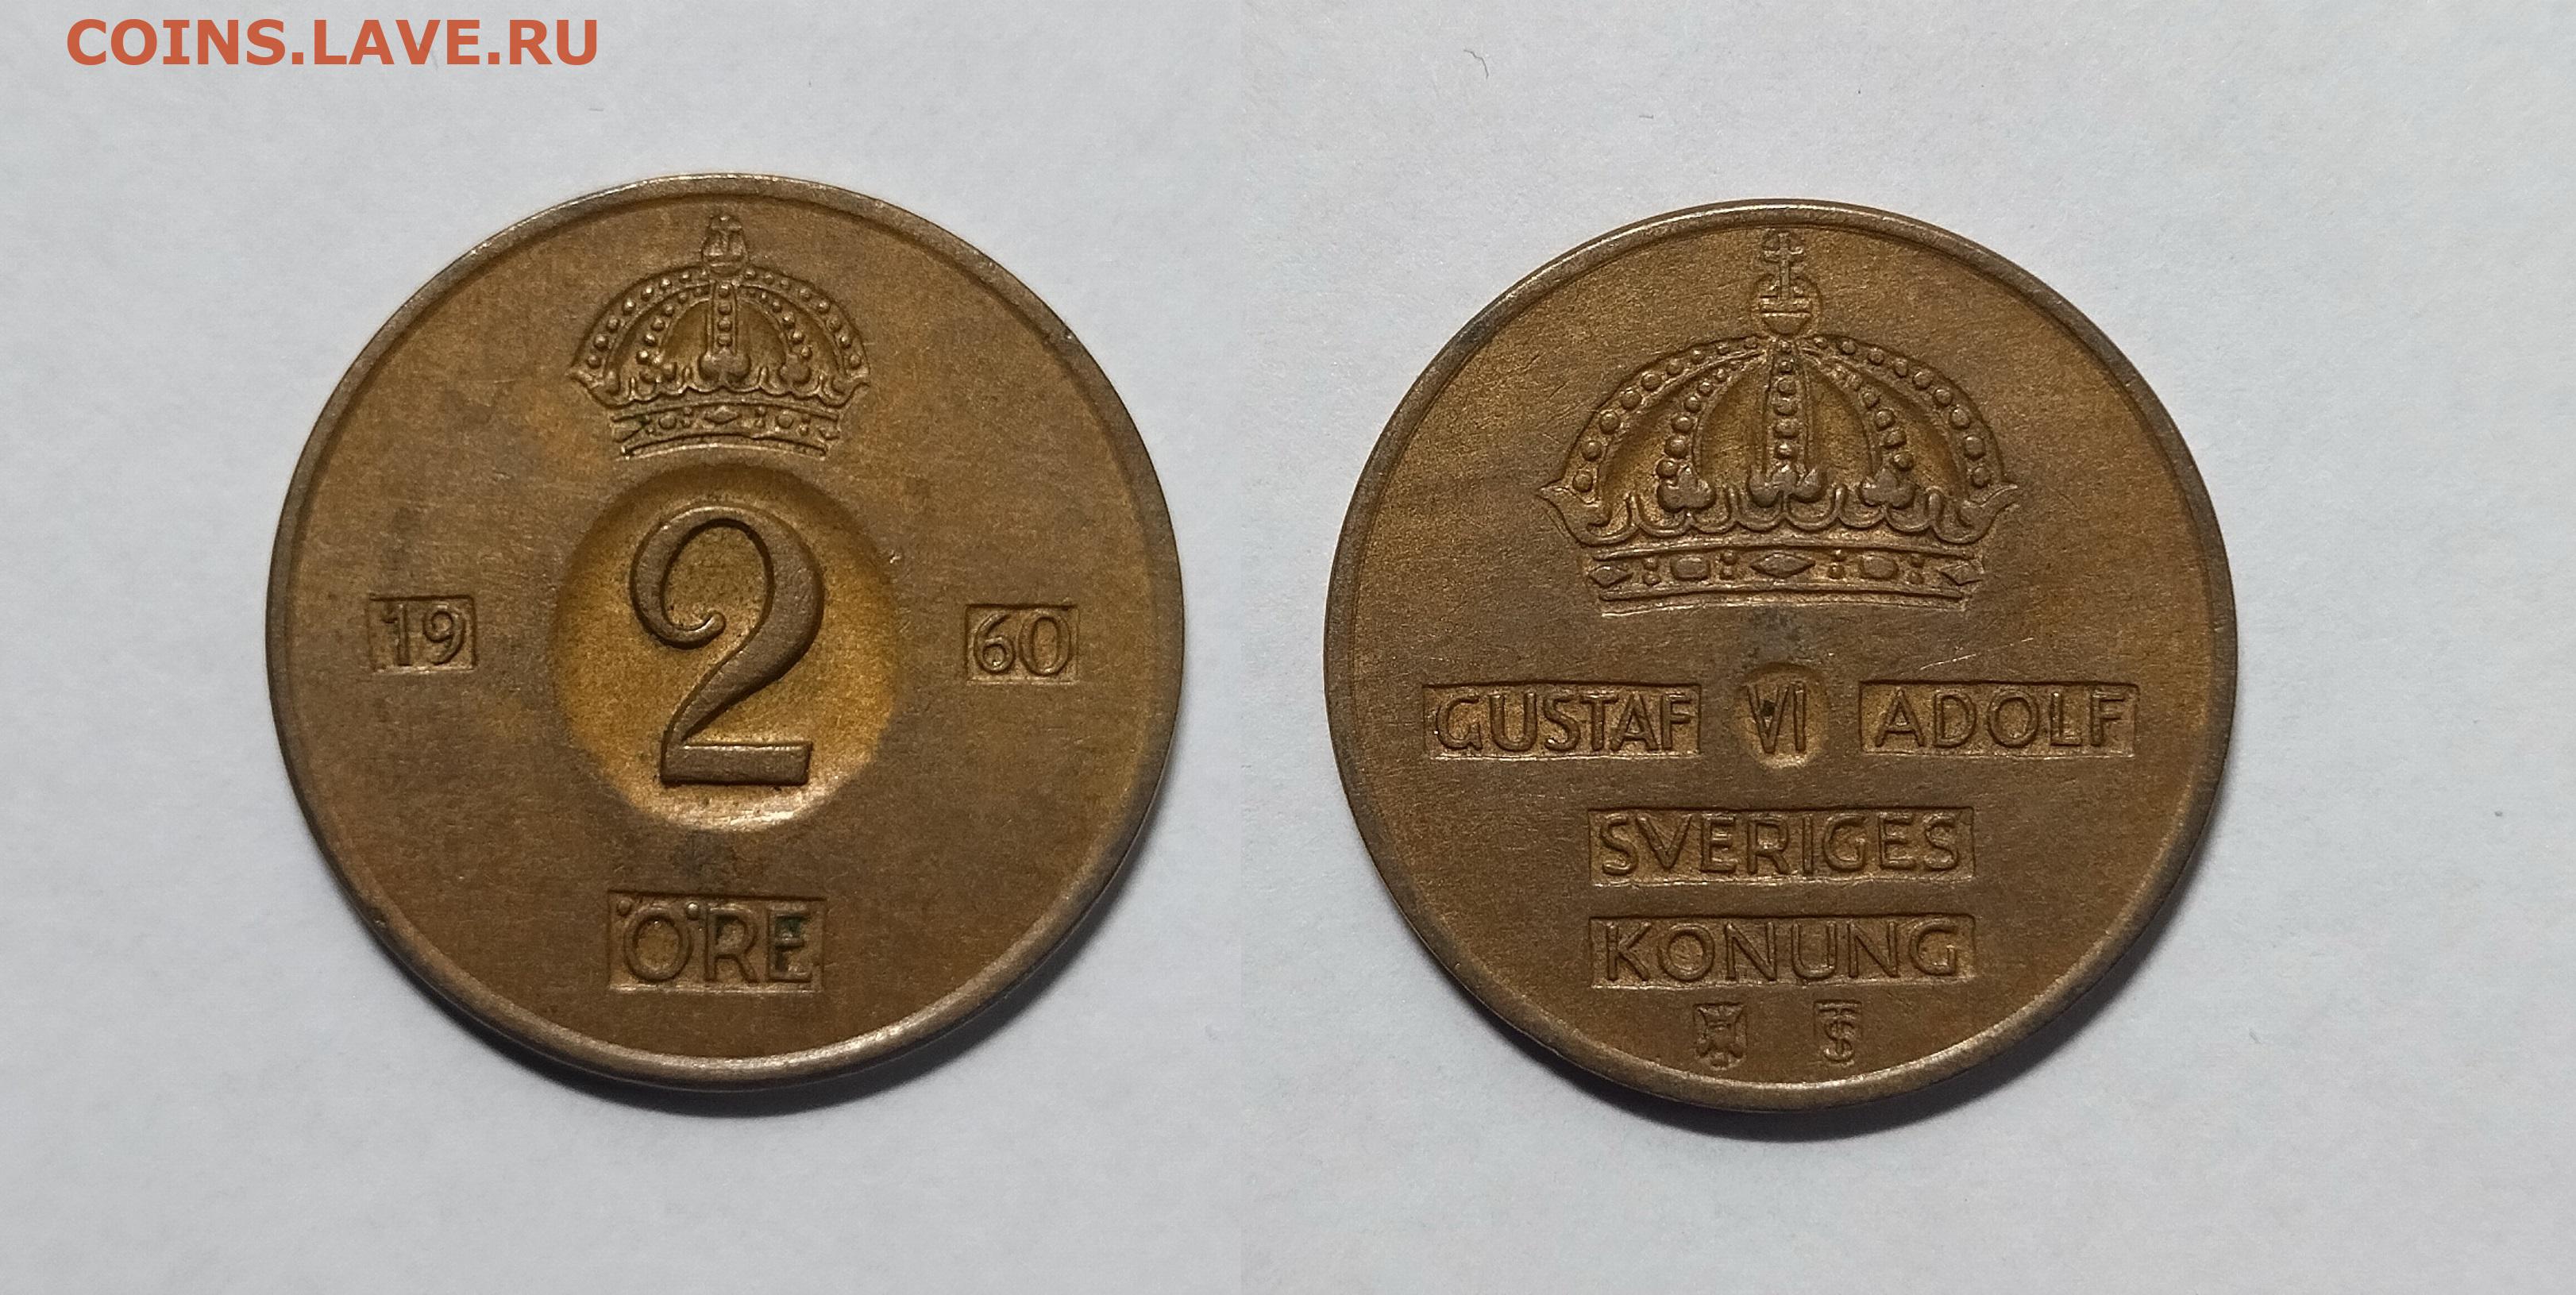 COINS.LAVE.RU
2
19 60
ÖRE
GUSTAF VI ADOLF
SVERIGES
KONUNG
TS